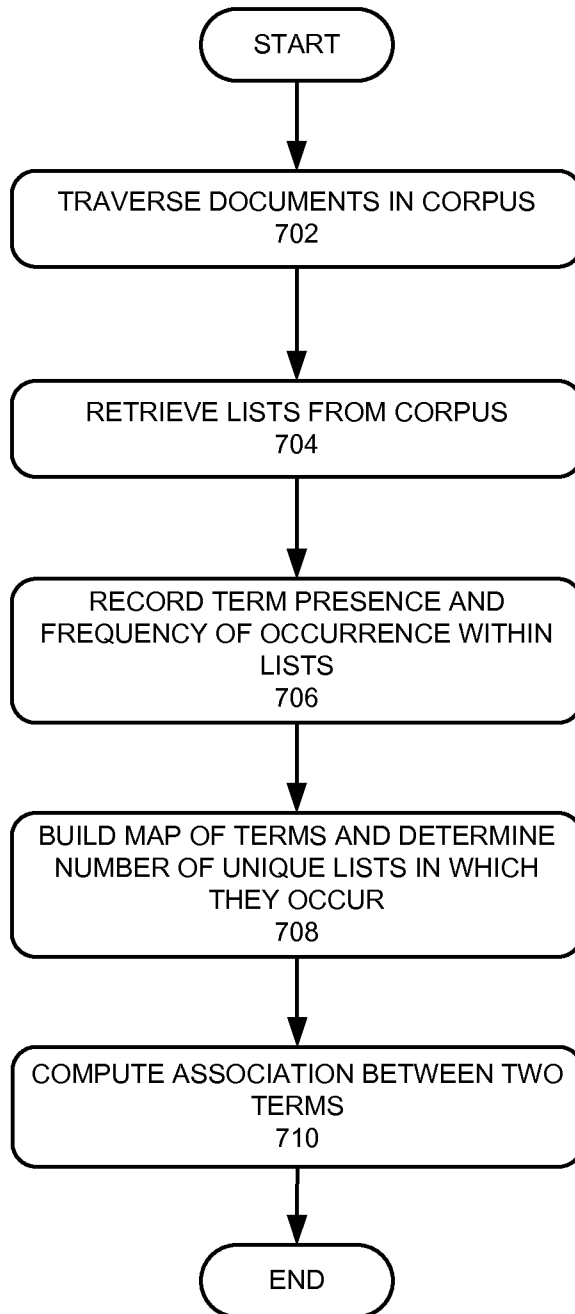 START
TRAVERSE DOCUMENTS IN CORPUS
702
RETRIEVE LISTS FROM CORPUS
704
RECORD TERM PRESENCE AND
FREQUENCY OF OCCURRENCE WITHIN
LISTS
706
BUILD MAP OF TERMS AND DETERMINE
NUMBER OF UNIQUE LISTS IN WHICH
THEY OCCUR
708
COMPUTE ASSOCIATION BETWEEN TWO
TERMS
710
END